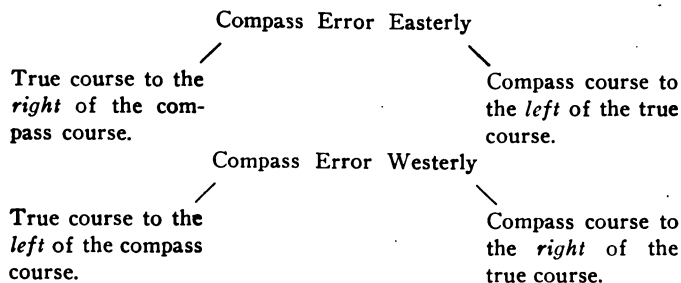 Compass Error Easterly
True course to the
right of the com-
pass course.
Compass course to
the left of the true
course.
Compass Error Westerly
True course to the
left of the compass
course.
Compass course to
the right of the
true course.